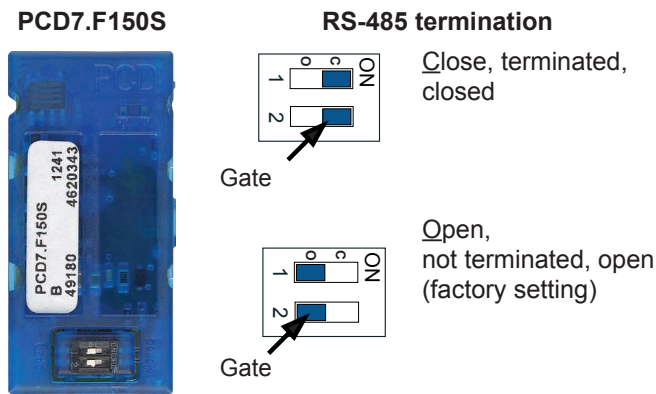 PCD7.F150S
RS-485 termination
PCD
PCD7.F150S
B 1241
49180 4620343
o c
ON
1
2
Gate
Close, terminated,
closed
o c
ON
1
2
Gate
Open,
not terminated, open
(factory setting)